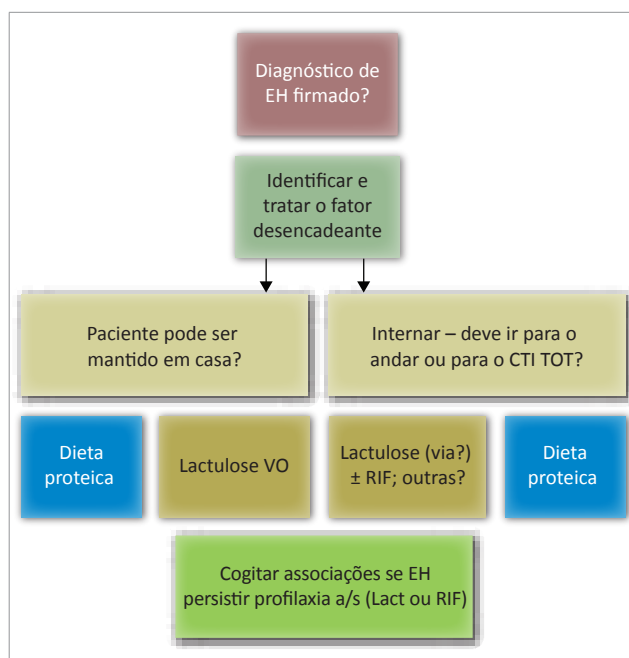 Diagnóstico de
EH firmado?
Identificar e
tratar o fator
desencadeante
Paciente pode ser
mantido em casa?
Internar – deve ir para o
andar ou para o CTI TOT?
Dieta
proteica
Lactulose VO
Lactulose (via?)
± RIF; outras?
Dieta
proteica
Cogitar associações se EH
persistir profilaxia a/s (Lact ou RIF)